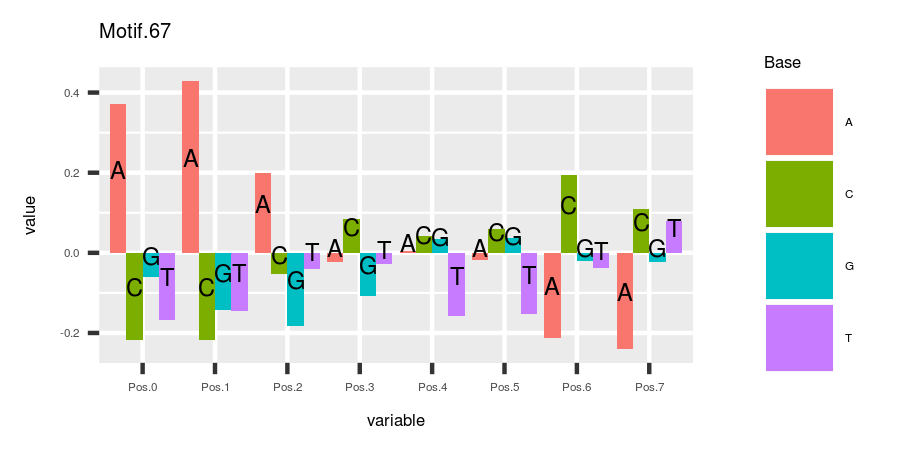 Motif.67
Base
A
C
G
T
value
0.4
0.2
0.0
-0.2
A
C
G
T
A
C
G
T
A
C
G
T
A
C
G
T
A
C
G
T
A
C
G
T
A
C
G
T
A
C
G
T
Pos.0 Pos.1 Pos.2 Pos.3 Pos.4 Pos.5 Pos.6 Pos.7
variable